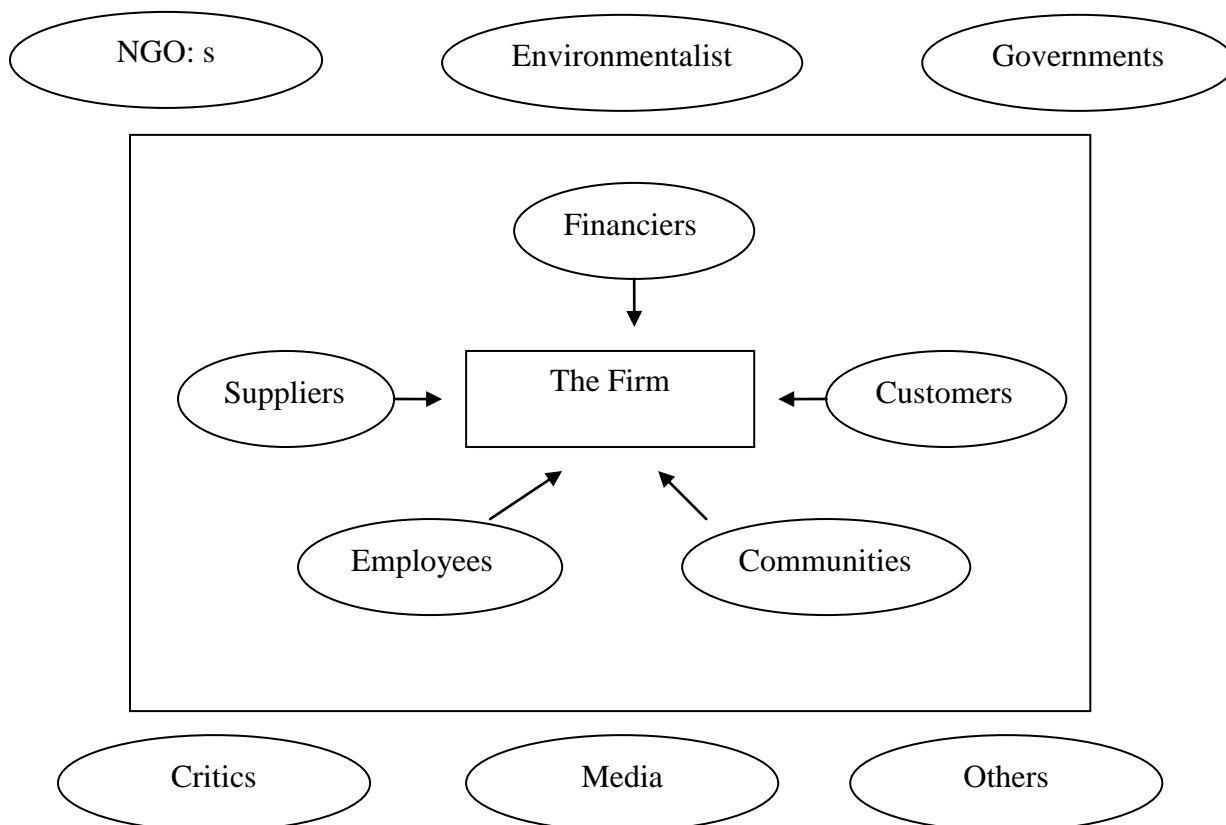 NGO: s
Environmentalist
Governments
Financiers
Suppliers
The Firm
Customers
Employees
Communities
Critics
Media
Others